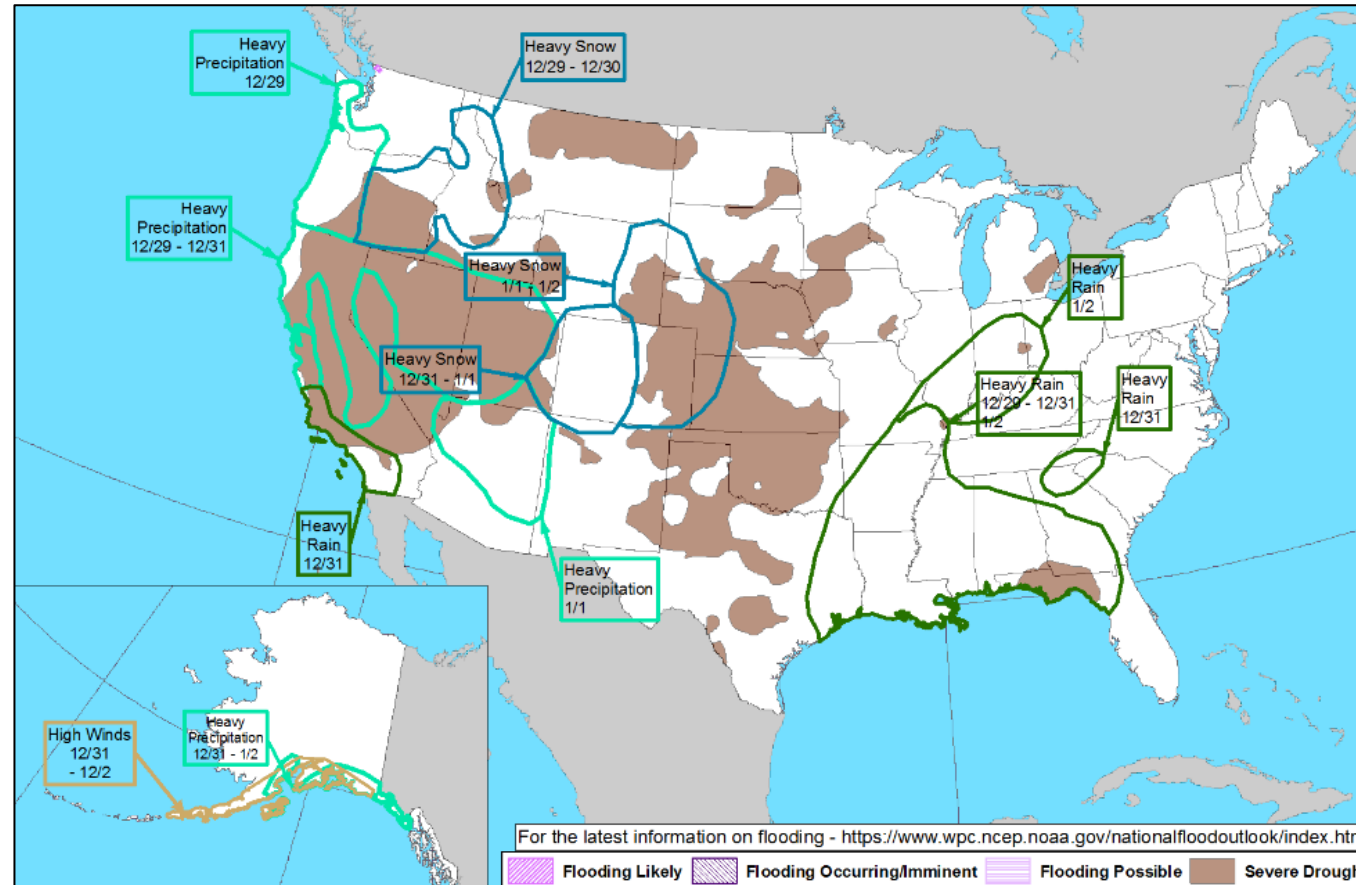 Heavy
Precipitation
12/29
Heavy Snow
12/29 - 12/30
Heavy
Precipitation
12/29 - 12/31
Heavy Snow
1/1 - 1/2
Heavy
Rain
1/2
Heavy Snow
12/31 - 1/1
Heavy Rain
12/29 - 12/31
1/2
Heavy
Rain
12/31
Heavy
Rain
12/31
Heavy
Precipitation
1/1
High Winds
12/31
- 12/2
Heavy
Precipitation
12/31 - 1/2
For the latest information on flooding - https://www.wpc.ncep.noaa.gov/nationalfloodoutlook/index.htm
Flooding Likely Flooding Occurring/Imminent Flooding Possible Severe Drough